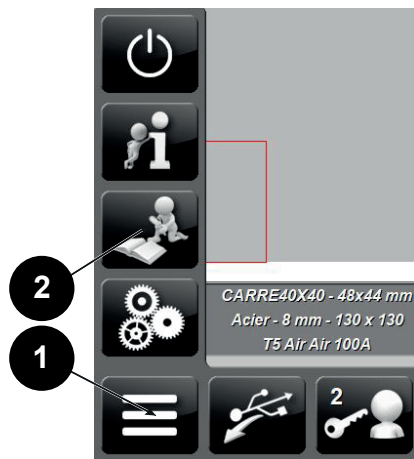 2
1
CARRE40X40 - 48x44 mm
Acier - 8 mm - 130 x 130
T5 Air Air 100A
2